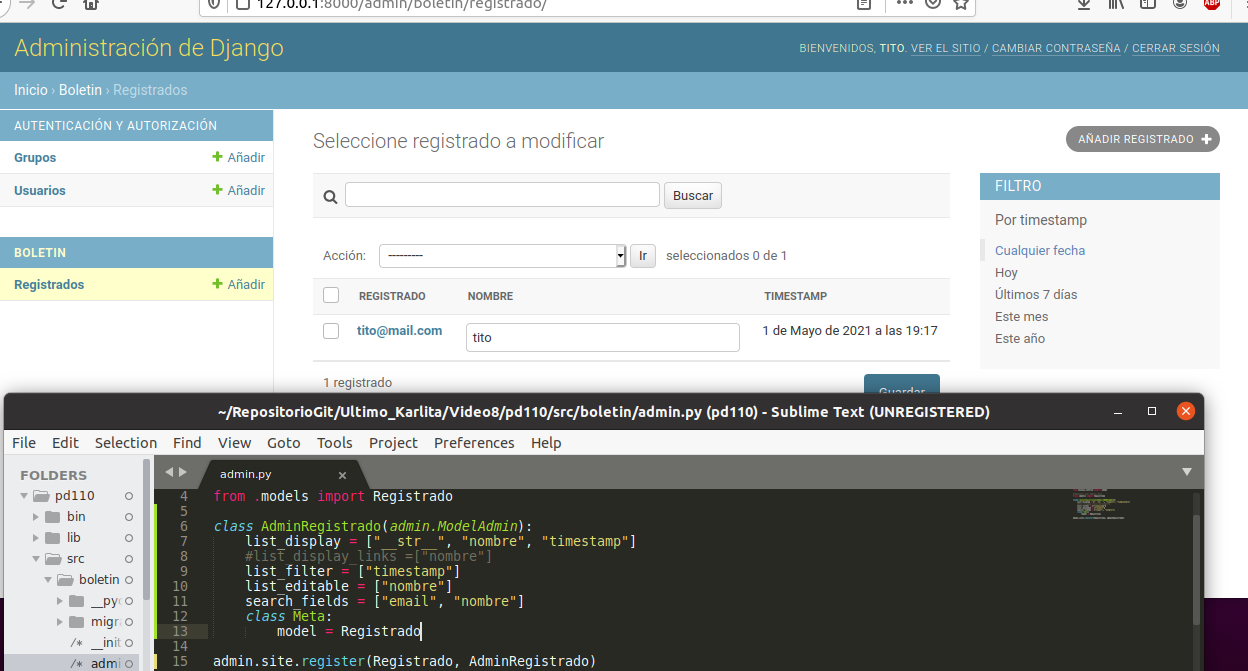 127.0.0.1:8000/admin/boletin/registrado/
ABP
Administración de Django
BIENVENIDOS, TITO. VER EL SITIO / CAMBIAR CONTRASEÑA / CERRAR SESIÓN
Inicio › Boletin › Registrados
AUTENTICACIÓN Y AUTORIZACIÓN
Grupos + Añadir
Usuarios + Añadir
BOLETIN
Registrados + Añadir
Seleccione registrado a modificar
AÑADIR REGISTRADO +
Buscar
Acción: --------- Ir seleccionados 0 de 1
REGISTRADO NOMBRE TIMESTAMP
tito@mail.com tito 1 de Mayo de 2021 a las 19:17
1 registrado
Guardar
FILTRO
Por timestamp
Cualquier fecha
Hoy
Últimos 7 días
Este mes
Este año
~/RepositorioGit/Ultimo_Karlita/Video8/pd110/src/boletin/admin.py (pd110) - Sublime Text (UNREGISTERED)
File Edit Selection Find View Goto Tools Project Preferences Help
FOLDERS
pd110
bin
lib
src
boletin
__pyc
migra
/* __init
/* admi
admin.py
4 from .models import Registrado
5
6 class AdminRegistrado(admin.ModelAdmin):
7 list_display = ["__str__", "nombre", "timestamp"]
8 #list_display_links =["nombre"]
9 list_filter = ["timestamp"]
10 list_editable = ["nombre"]
11 search_fields = ["email", "nombre"]
12 class Meta:
13 model = Registrado
14
15 admin.site.register(Registrado, AdminRegistrado)